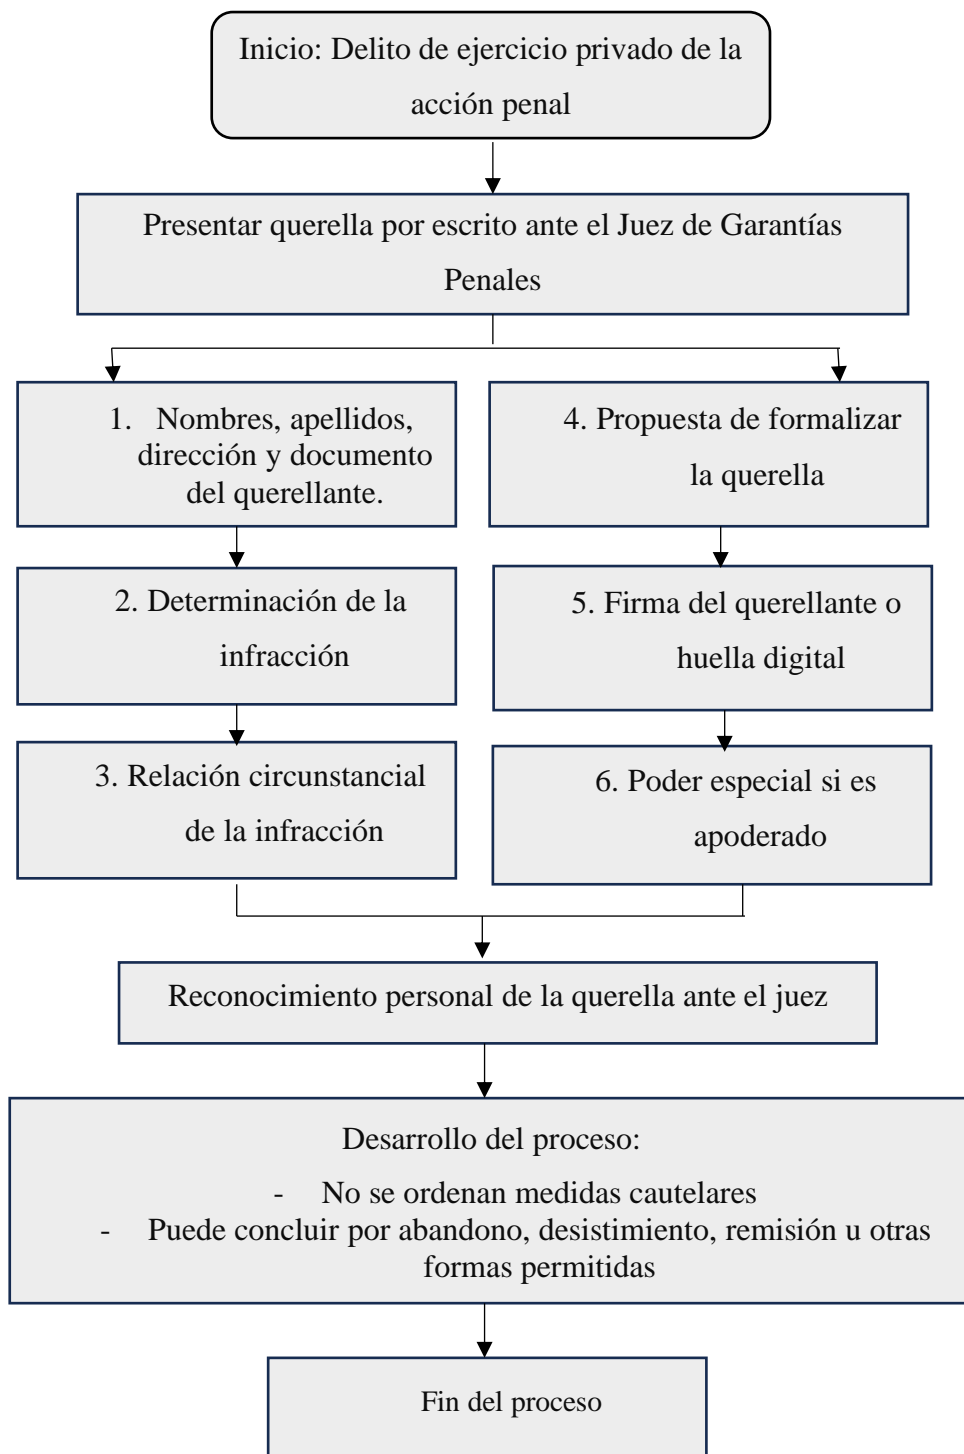 Inicio: Delito de ejercicio privado de la
acción penal
Presentar querella por escrito ante el Juez de Garantías
Penales
1. Nombres, apellidos,
dirección y documento
del querellante.
2. Determinación de la
infracción
3. Relación circunstancial
de la infracción
4. Propuesta de formalizar
la querella
5. Firma del querellante o
huella digital
6. Poder especial si es
apoderado
Reconocimiento personal de la querella ante el juez
Desarrollo del proceso:
- No se ordenan medidas cautelares
- Puede concluir por abandono, desistimiento, remisión u otras
formas permitidas
Fin del proceso